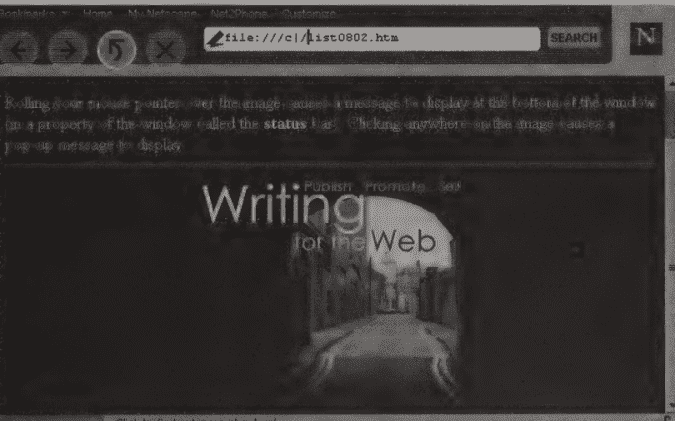 Bookmarks Home My Netscape Net2Phone Customize
file:///c|/list0802.htm SEARCH N
Rolling your mouse pointer over the image causes a message to display at the bottom of the window
(in a property of the window called the status bar). Clicking anywhere on the image causes a
pop-up message to display
Publish Promote Sell
Writing
for the Web